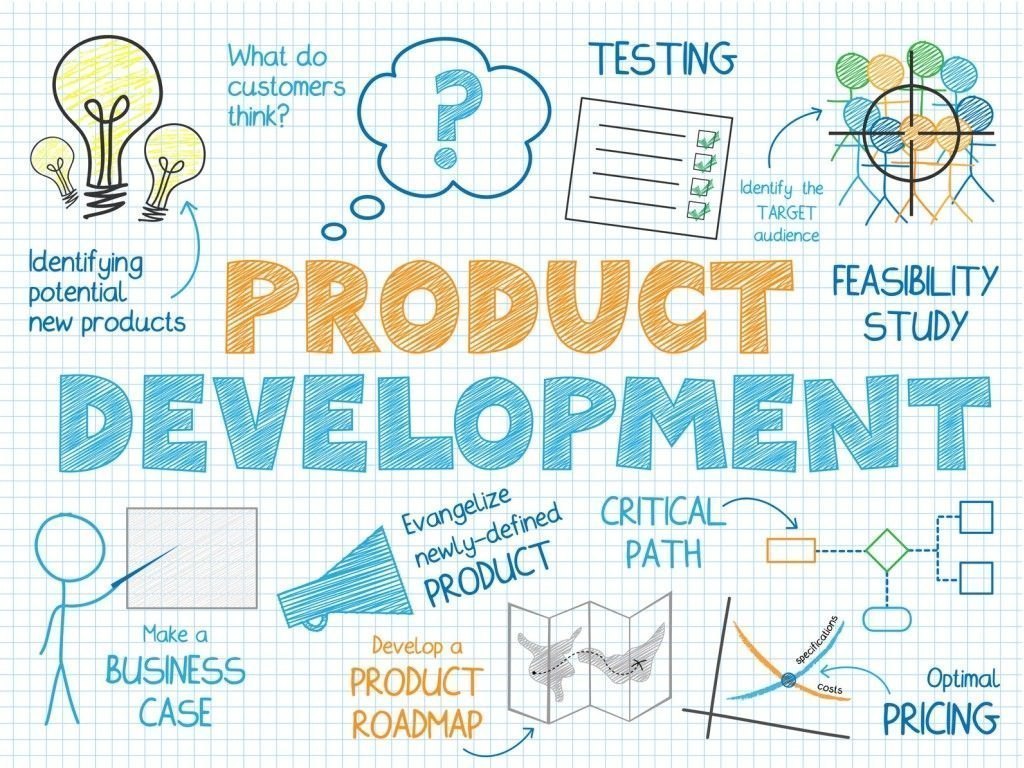 What do
customers
think?
?
TESTING
Identify the
TARGET
audience
Identifying
potential
new products
FEASIBILITY
STUDY
PRODUCT
DEVELOPMENT
Make a
BUSINESS
CASE
Evangelize
newly-defined
PRODUCT
CRITICAL
PATH
Develop a
PRODUCT
ROADMAP
specifications
costs
Optimal
PRICING